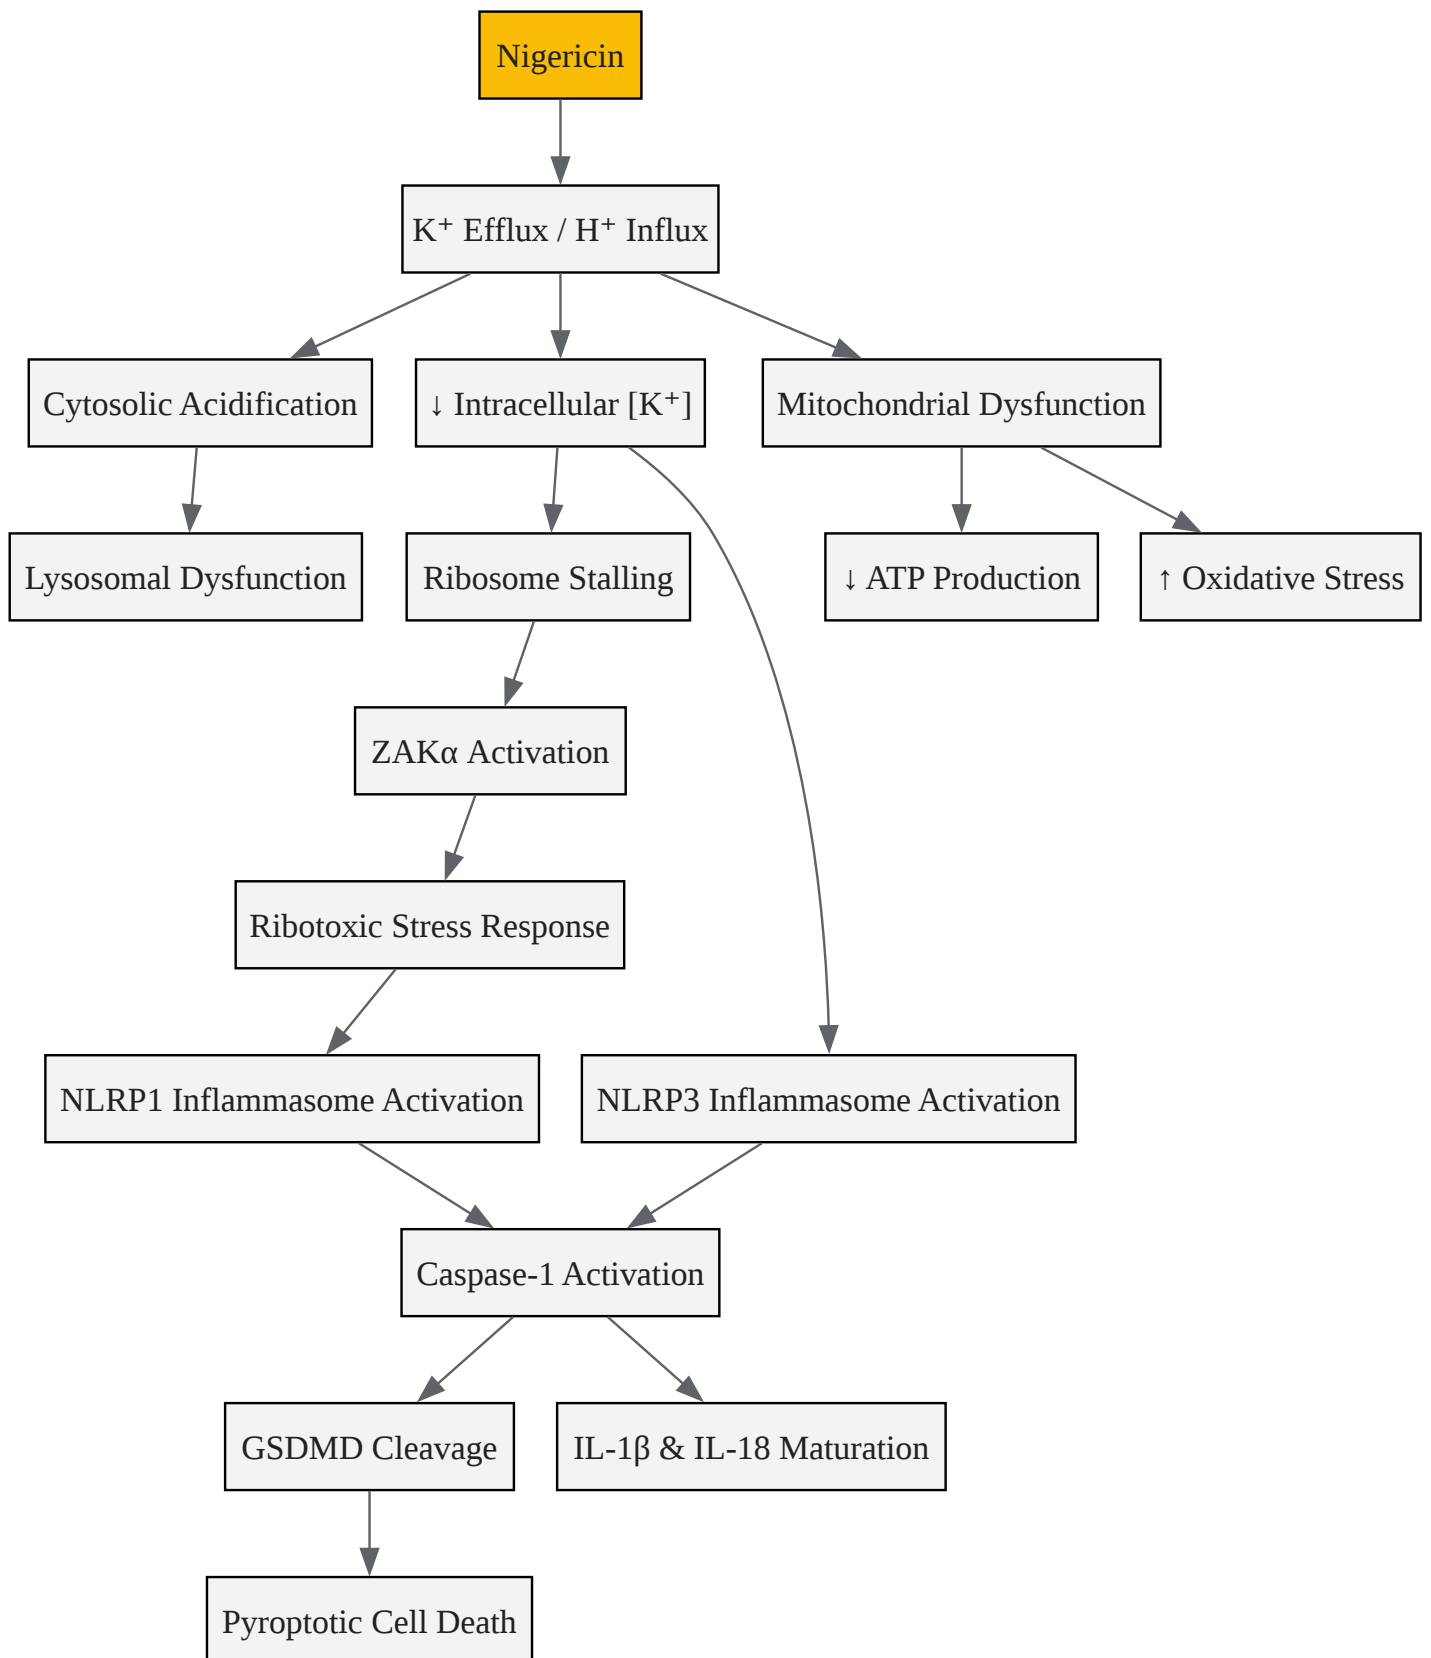 Nigericin
K⁺ Efflux / H⁺ Influx
Cytosolic Acidification
↓ Intracellular [K⁺]
Mitochondrial Dysfunction
Lysosomal Dysfunction
Ribosome Stalling
↓ ATP Production
↑ Oxidative Stress
ZAKα Activation
Ribotoxic Stress Response
NLRP1 Inflammasome Activation
NLRP3 Inflammasome Activation
Caspase-1 Activation
GSDMD Cleavage
IL-1β & IL-18 Maturation
Pyroptotic Cell Death